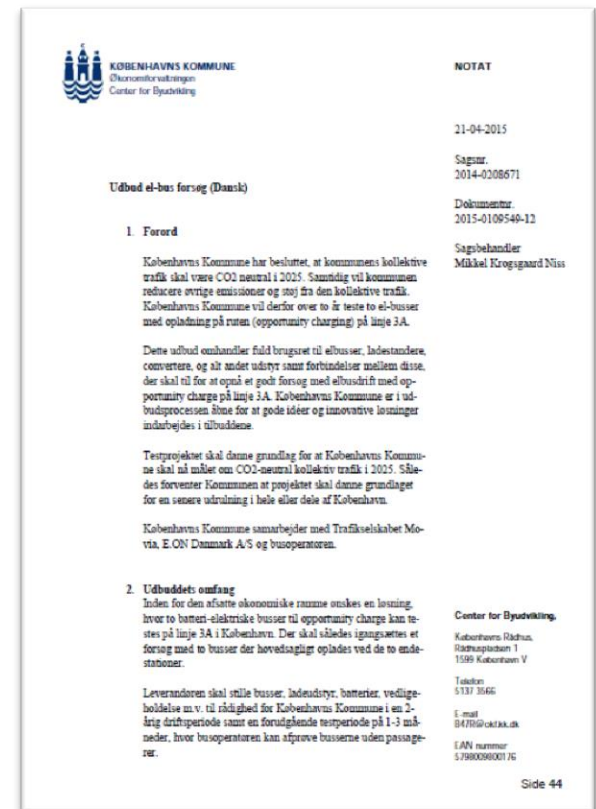 KØBENHAVNS KOMMUNE
Økonomiforvaltningen
Center for Byudvikling
NOTAT
21-04-2015
Sagsnr.
2014-0208671
Dokumentnr.
2015-0109549-12
Sagsbehandler
Mikkel Krogsgaard Niss
Udbud el-bus forsøg (Dansk)
1. Forord
Københavns Kommune har besluttet, at kommunens kollektive
trafik skal være CO2 neutral i 2025. Samtidig vil kommunen
reducere øvrige emissioner og støj fra den kollektive trafik.
Københavns Kommune vil derfor over to år teste to el-busser
med opladning på ruten (opportunity charging) på linje 3A.
Dette udbud omhandler fuld brugsret til elbusser, ladestandere,
convertere, og alt andet udstyr samt forbindelser mellem disse,
der skal til for at opnå et godt forsøg med elbusdrift med op-
portunity charge på linje 3A. Københavns Kommune er i ud-
budsprocessen åbne for at gode idéer og innovative løsninger
indarbejdes i tilbuddene.
Testprojektet skal danne grundlag for at Københavns Kommu-
ne skal nå målet om CO2-neutral kollektiv trafik i 2025. Såle-
des forventer Kommunen at projektet skal danne grundlaget
for en senere udrulning i hele eller dele af København.
Københavns Kommune samarbejder med Trafikselskabet Mo-
via, E.ON Danmark A/S og busoperatøren.
2. Udbuddets omfang
Inden for den afsatte økonomiske ramme ønskes en løsning,
hvor to batteri-elektriske busser til opportunity charge kan te-
stes på linje 3A i København. Der skal således igangsættes et
forsøg med to busser der hovedsagligt oplades ved de to ende-
stationer.
Leverandøren skal stille busser, ladeudstyr, batterier, vedlige-
holdelse m.v. til rådighed for Københavns Kommune i en 2-
årig driftsperiode samt en forudgående testperiode på 1-3 må-
neder, hvor busoperatøren kan afprøve busserne uden passage-
rer.
Center for Byudvikling,
Københavns Rådhus,
Rådhuspladsen 1
1599 København V
Telefon
5137 3566
E-mail
B47R@okf.kk.dk
EAN nummer
5798009800176
Side 44